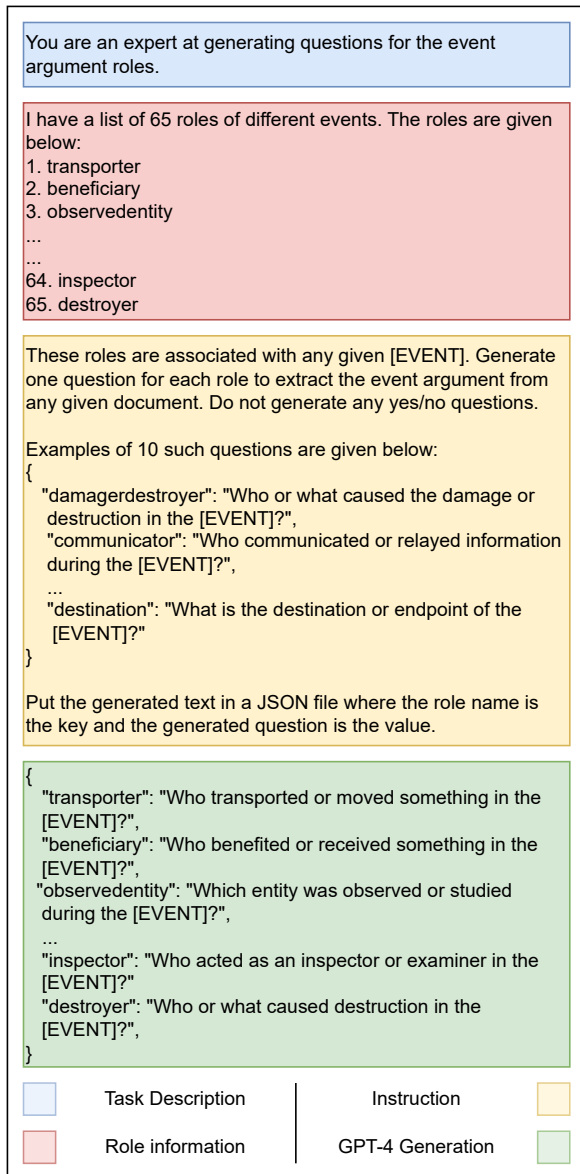 You are an expert at generating questions for the event
argument roles.
I have a list of 65 roles of different events. The roles are given
below:
1. transporter
2. beneficiary
3. observedentity
...
...
64. inspector
65. destroyer
These roles are associated with any given [EVENT]. Generate
one question for each role to extract the event argument from
any given document. Do not generate any yes/no questions.
Examples of 10 such questions are given below:
{
"damagerdestroyer": "Who or what caused the damage or
destruction in the [EVENT]?",
"communicator": "Who communicated or relayed information
during the [EVENT]?",
...
"destination": "What is the destination or endpoint of the
[EVENT]?"
}
Put the generated text in a JSON file where the role name is
the key and the generated question is the value.
{
"transporter": "Who transported or moved something in the
[EVENT]?",
"beneficiary": "Who benefited or received something in the
[EVENT]?",
"observedentity": "Which entity was observed or studied
during the [EVENT]?",
...
"inspector": "Who acted as an inspector or examiner in the
[EVENT]?"
"destroyer": "Who or what caused destruction in the
[EVENT]?",
}
Task Description
Instruction
Role information
GPT-4 Generation